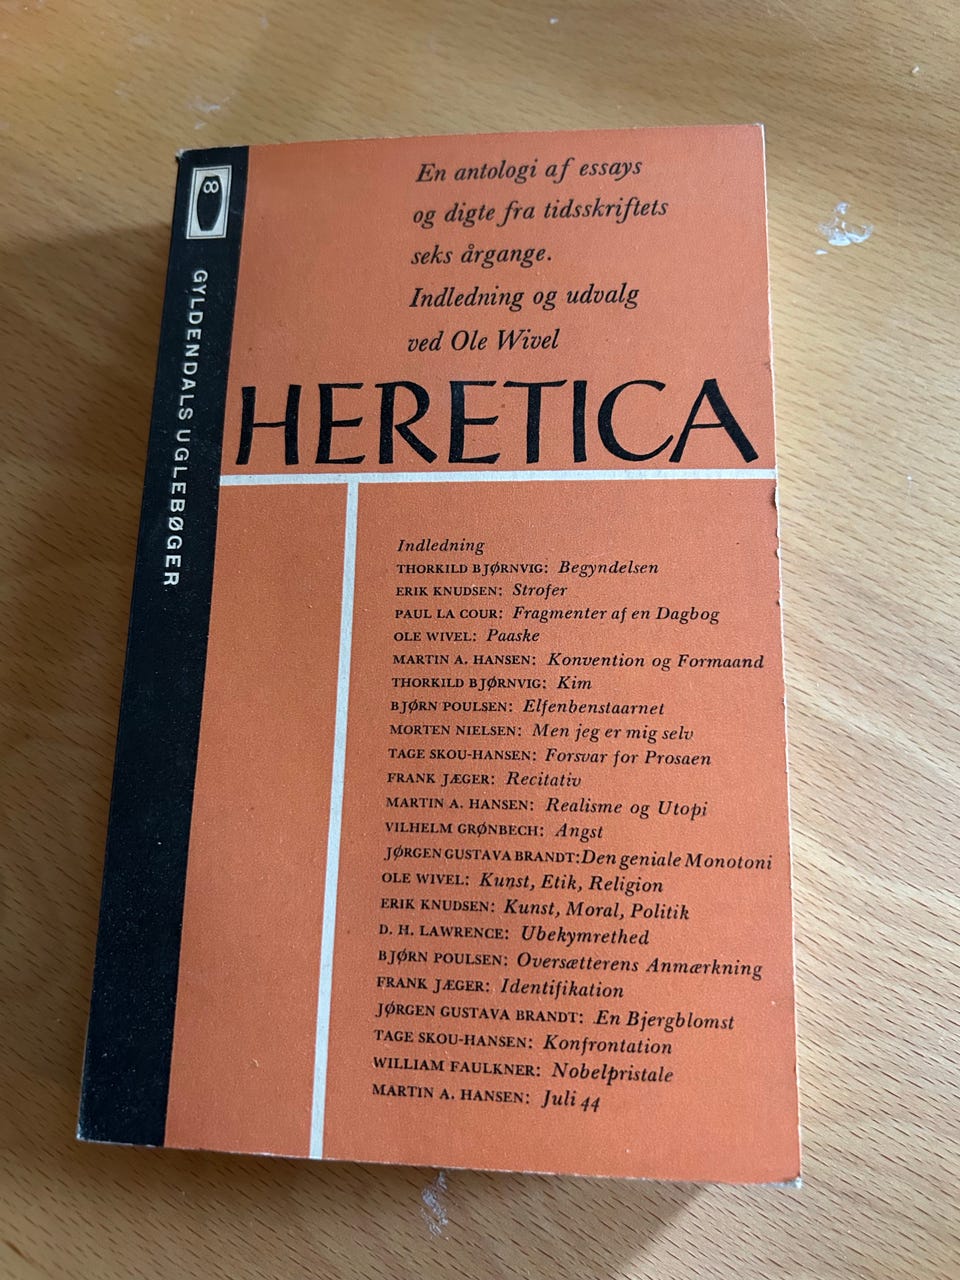 GYLDENDALS UGLEBØGER
En antologi af essays
og digte fra tidsskriftets
seks årgange.
Indledning og udvalg
ved Ole Wivel
HERETICA
Indledning
THORKILD BJØRNVIG: Begyndelsen
ERIK KNUDSEN: Strofer
PAUL LA COUR: Fragmenter af en Dagbog
OLE WIVEL: Paaske
MARTIN A. HANSEN: Konvention og Formaand
THORKILD BJØRNVIG: Kim
BJØRN POULSEN: Elfenbenstaarnet
MORTEN NIELSEN: Men jeg er mig selv
TAGE SKOU-HANSEN: Forsvar for Prosaen
FRANK JÆGER: Recitativ
MARTIN A. HANSEN: Realisme og Utopi
VILHELM GRØNBECH: Angst
JØRGEN GUSTAVA BRANDT: Den geniale Monotoni
OLE WIVEL: Kunst, Etik, Religion
ERIK KNUDSEN: Kunst, Moral, Politik
D. H. LAWRENCE: Ubekymrethed
BJØRN POULSEN: Oversætterens Anmærkning
FRANK JÆGER: Identifikation
JØRGEN GUSTAVA BRANDT: En Bjergblomst
TAGE SKOU-HANSEN: Konfrontation
WILLIAM FAULKNER: Nobelpristale
MARTIN A. HANSEN: Juli 44